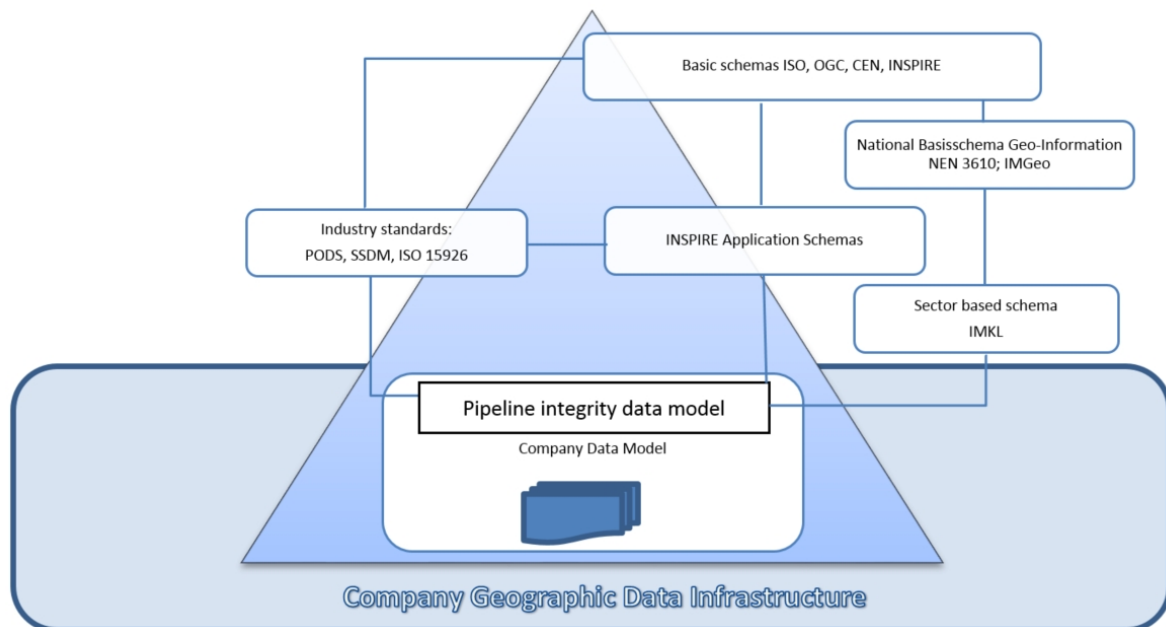 Basic schemas ISO, OGC, CEN, INSPIRE
National Basisschema Geo-Information
NEN 3610; IMGeo
Industry standards:
PODS, SSDM, ISO 15926
INSPIRE Application Schemas
Sector based schema
IMKL
Pipeline integrity data model
Company Data Model
Company Geographic Data Infrastructure